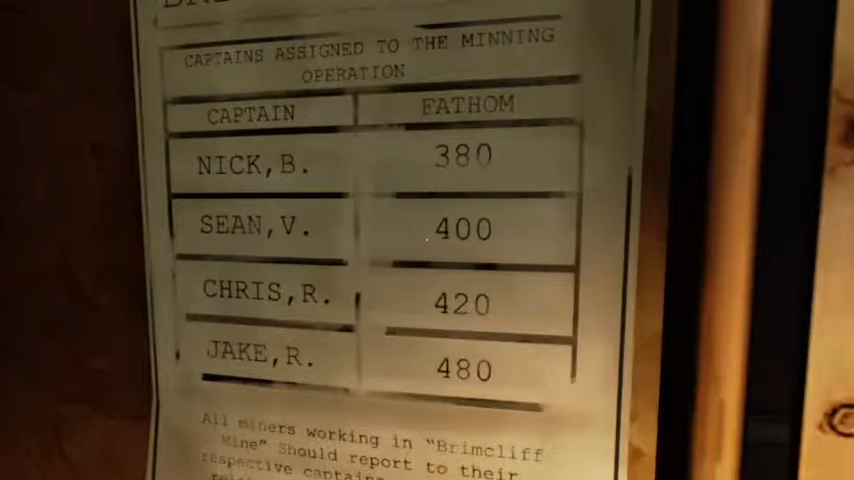 CAPTAINS ASSIGNED TO THE MINNING
OPERATION
CAPTAIN FATHOM
NICK,B. 380
SEAN,V. 400
CHRIS,R. 420
JAKE,R. 480
All miners working in "Brimcliff
Mine" Should report to their
respective captains